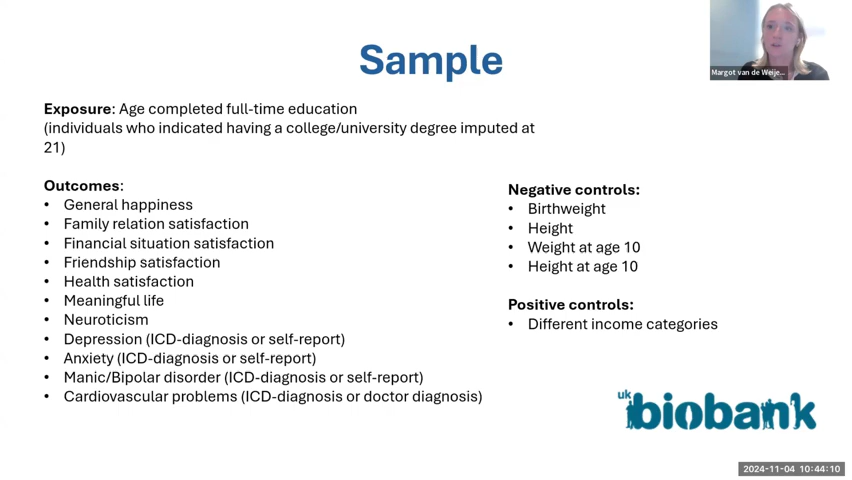 Margot van de Weije...
Sample
Exposure: Age completed full-time education
(individuals who indicated having a college/university degree imputed at
21)
Outcomes:
• General happiness
• Family relation satisfaction
• Financial situation satisfaction
• Friendship satisfaction
• Health satisfaction
• Meaningful life
• Neuroticism
• Depression (ICD-diagnosis or self-report)
• Anxiety (ICD-diagnosis or self-report)
• Manic/Bipolar disorder (ICD-diagnosis or self-report)
• Cardiovascular problems (ICD-diagnosis or doctor diagnosis)
Negative controls:
• Birthweight
• Height
• Weight at age 10
• Height at age 10
Positive controls:
• Different income categories
uk biobank
2024-11-04 10:44:10